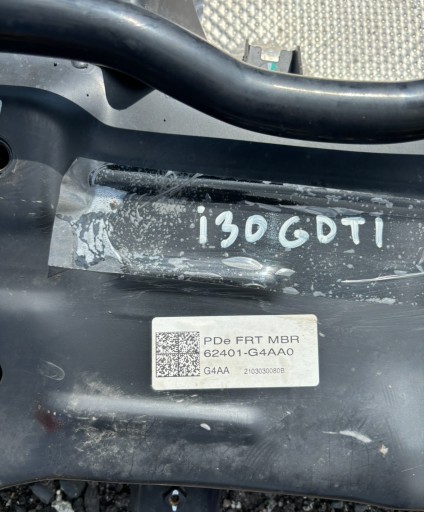 i30 GDTI
PDe FRT MBR
62401-G4AA0
G4AA 2103030080B